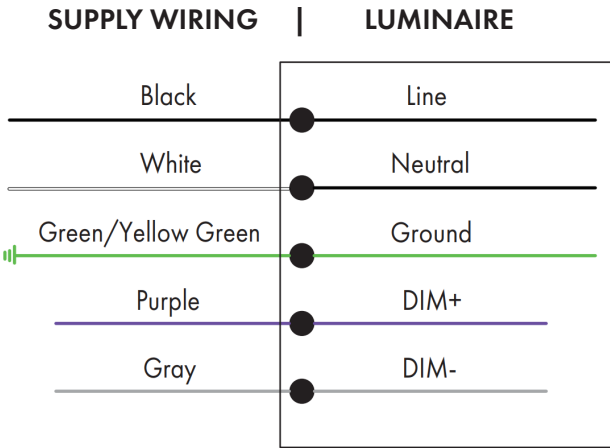 SUPPLY WIRING | LUMINAIRE
Black Line
White Neutral
Green/Yellow Green Ground
Purple DIM+
Gray DIM-